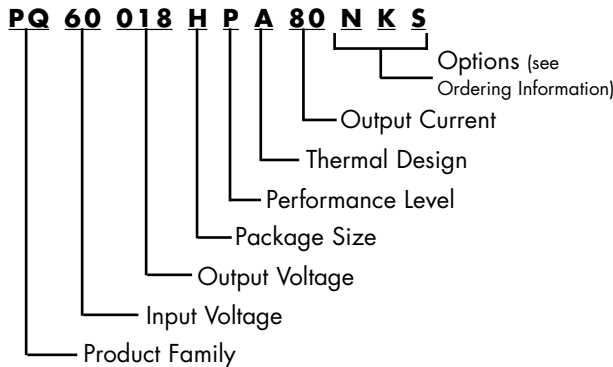 PQ 60 018 H P A 80 N K S
Options (see
Ordering Information)
Output Current
Thermal Design
Performance Level
Package Size
Output Voltage
Input Voltage
Product Family